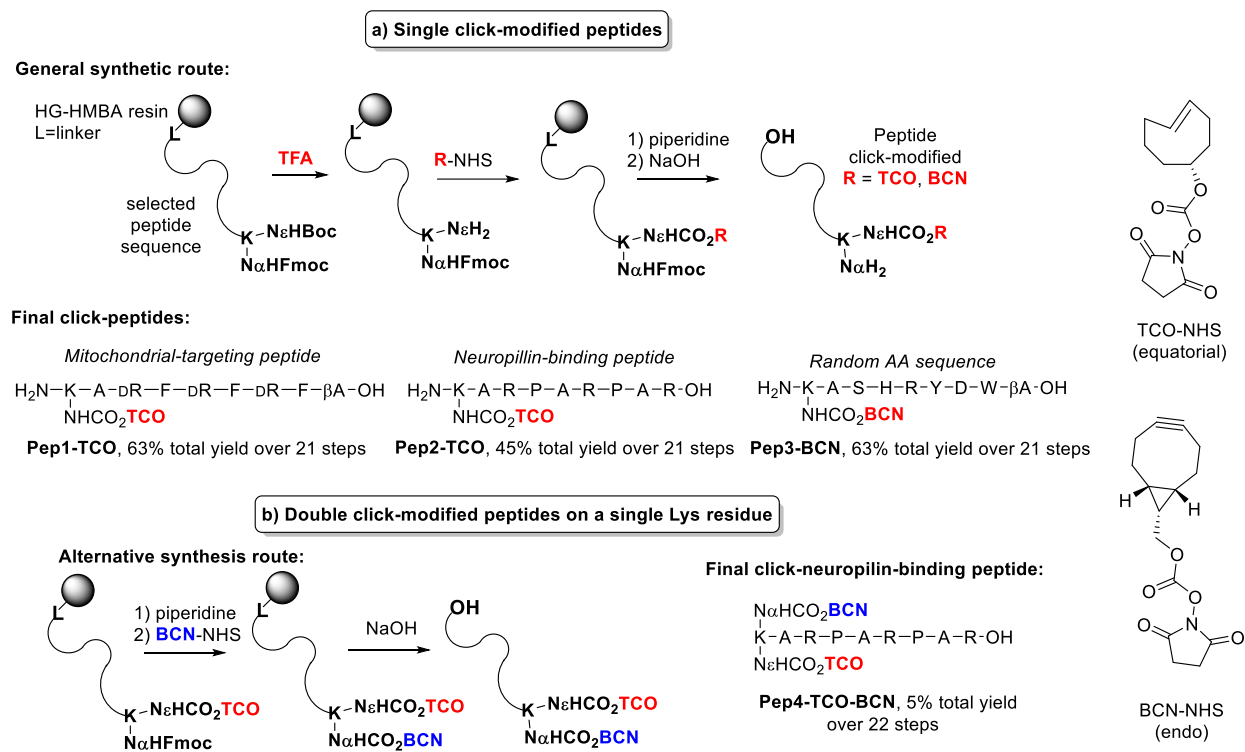 a) Single click-modified peptides
General synthetic route:
HG-HMBA resin
L=linker
L
selected
peptide
sequence
K
NεHBoc
NαHFmoc
TFA
L
K
NεH2
NαHFmoc
R-NHS
L
K
NεHCO2R
NαHFmoc
1) piperidine
2) NaOH
OH
K
NεHCO2R
NαH2
Peptide
click-modified
R = TCO, BCN
O
O
O
O
N
O
TCO-NHS
(equatorial)
Final click-peptides:
Mitochondrial-targeting peptide
H2N–K–A–DR–F–DR–F–DR–F–βA–OH
NHCO2TCO
Pep1-TCO, 63% total yield over 21 steps
Neuropillin-binding peptide
H2N–K–A–R–P–A–R–P–A–R–OH
NHCO2TCO
Pep2-TCO, 45% total yield over 21 steps
Random AA sequence
H2N–K–A–S–H–R–Y–D–W–βA–OH
NHCO2BCN
Pep3-BCN, 63% total yield over 21 steps
b) Double click-modified peptides on a single Lys residue
Alternative synthesis route:
L
K
NεHCO2TCO
NαHFmoc
1) piperidine
2) BCN-NHS
L
K
NεHCO2TCO
NαHCO2BCN
NaOH
OH
K
NεHCO2TCO
NαHCO2BCN
Final click-neuropilin-binding peptide:
NαHCO2BCN
K–A–R–P–A–R–P–A–R–OH
NεHCO2TCO
Pep4-TCO-BCN, 5% total yield
over 22 steps
H
H
O
O
O
O
N
O
BCN-NHS
(endo)